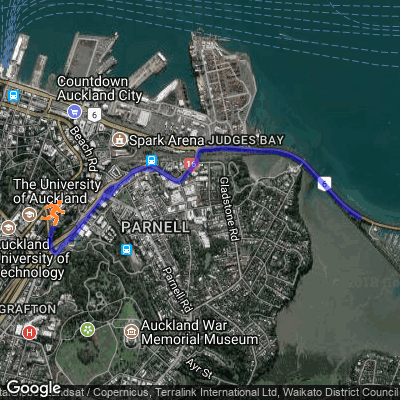 Countdown
Auckland City
6
Spark Arena
JUDGES BAY
Beach Rd
16
6
The University
of Auckland
Gladstone Rd
Auckland
University of
Technology
PARNELL
Parnell Rd
GRAFTON
H
Auckland War
Memorial Museum
Ayr St
Google
Landsat / Copernicus, Terralink International Ltd, Waikato District Council